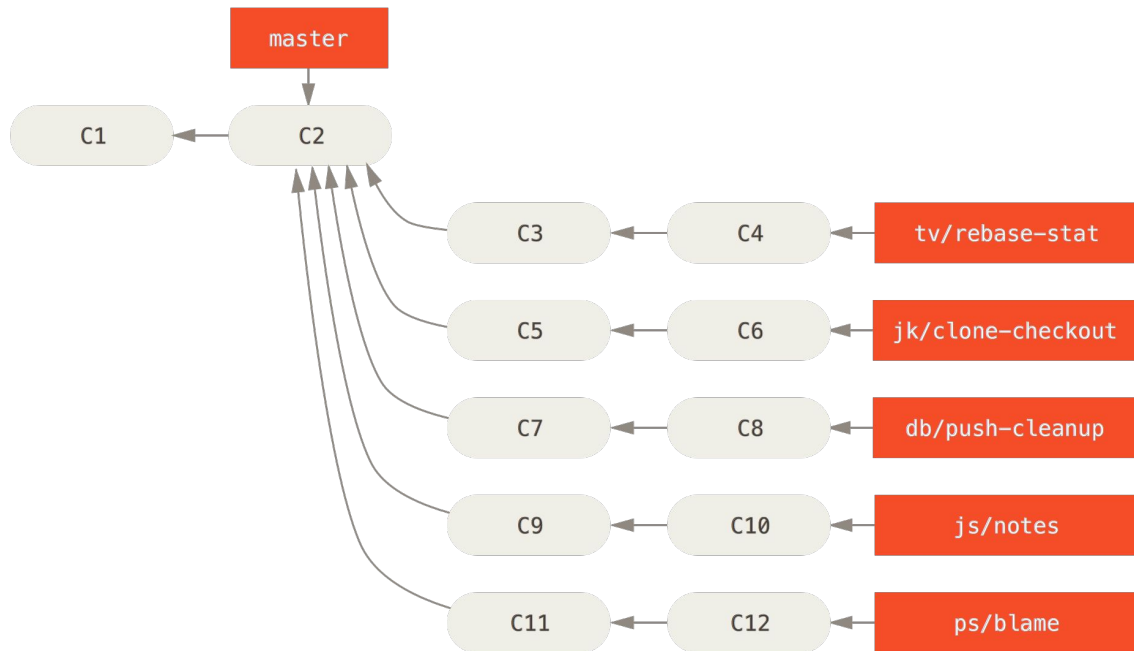 master
C1
C2
C3
C4
tv/rebase-stat
C5
C6
jk/clone-checkout
C7
C8
db/push-cleanup
C9
C10
js/notes
C11
C12
ps/blame